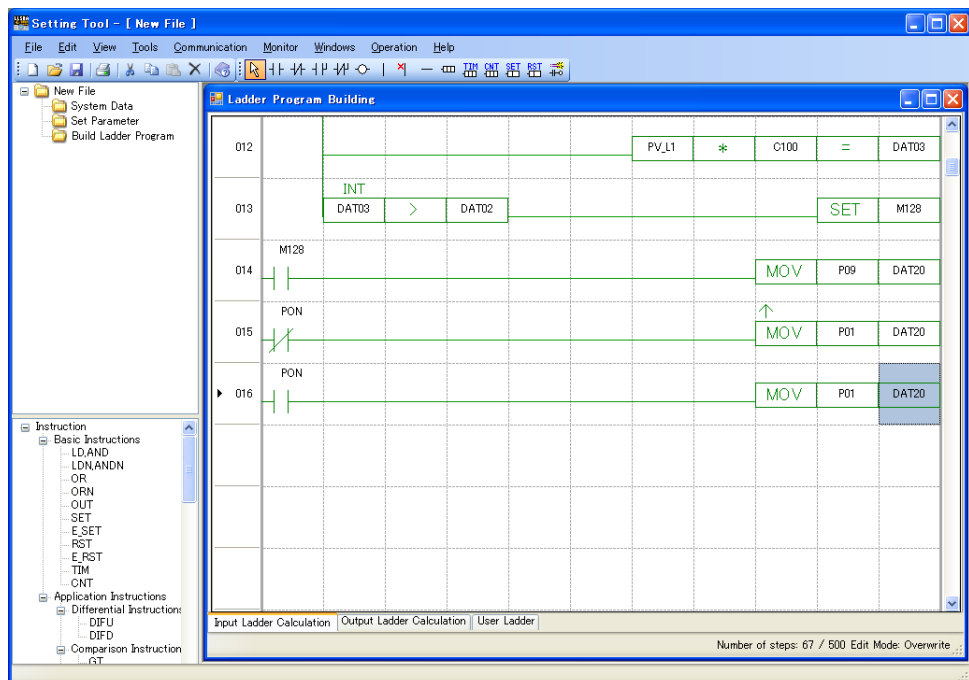 Setting Tool - [ New File ]
File Edit View Tools Communication Monitor Windows Operation Help
TIM CNT SET RST
New File
System Data
Set Parameter
Build Ladder Program
Ladder Program Building
012 PV_L1 * C100 = DAT03
INT
013 DAT03 > DAT02 SET M128
M128
014 MOV P09 DAT20
PON
015 MOV P01 DAT20
PON
016 MOV P01 DAT20
Input Ladder Calculation Output Ladder Calculation User Ladder
Number of steps: 67 / 500 Edit Mode: Overwrite
Instruction
Basic Instructions
LD,AND
LDN,ANDN
OR
ORN
OUT
SET
E_SET
RST
E_RST
TIM
CNT
Application Instructions
Differential Instructions
DIFU
DIFD
Comparison Instruction
GT